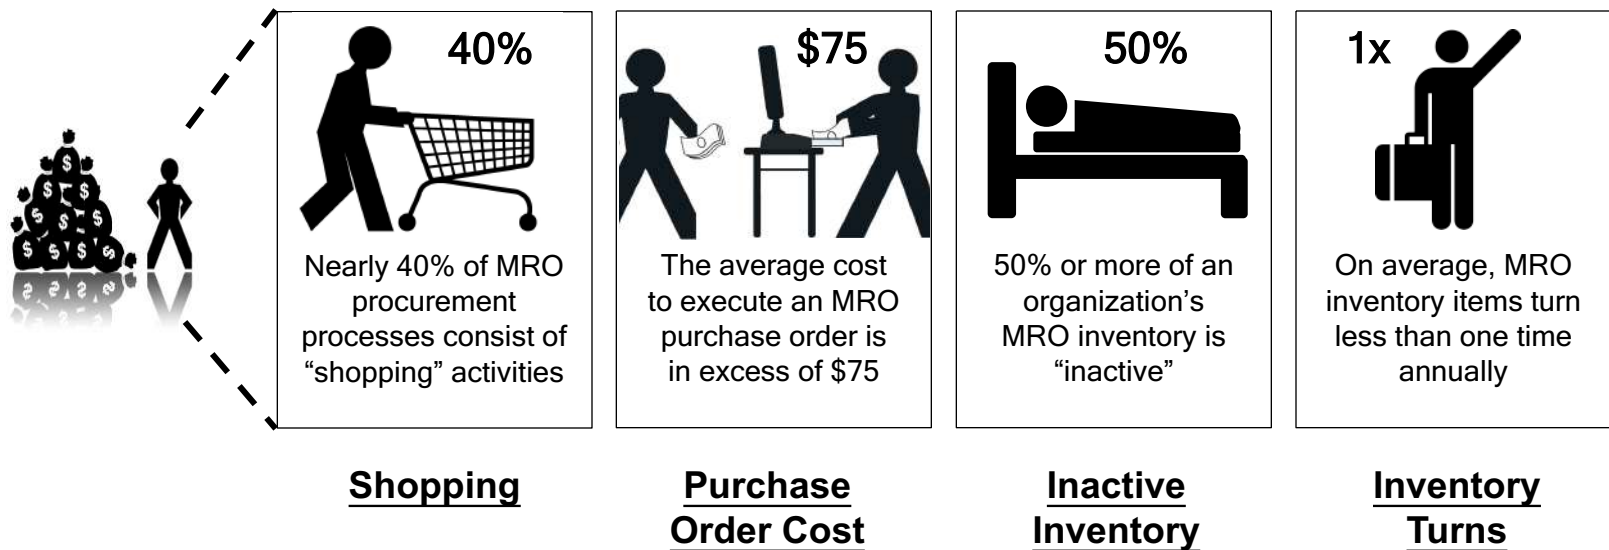 40%
Nearly 40% of MRO
procurement
processes consist of
“shopping” activities
Shopping
$75
The average cost
to execute an MRO
purchase order is
in excess of $75
Purchase
Order Cost
50%
50% or more of an
organization’s
MRO inventory is
“inactive”
Inactive
Inventory
1x
On average, MRO
inventory items turn
less than one time
annually
Inventory
Turns
$
$ $
$ $ $
$ $ $ $